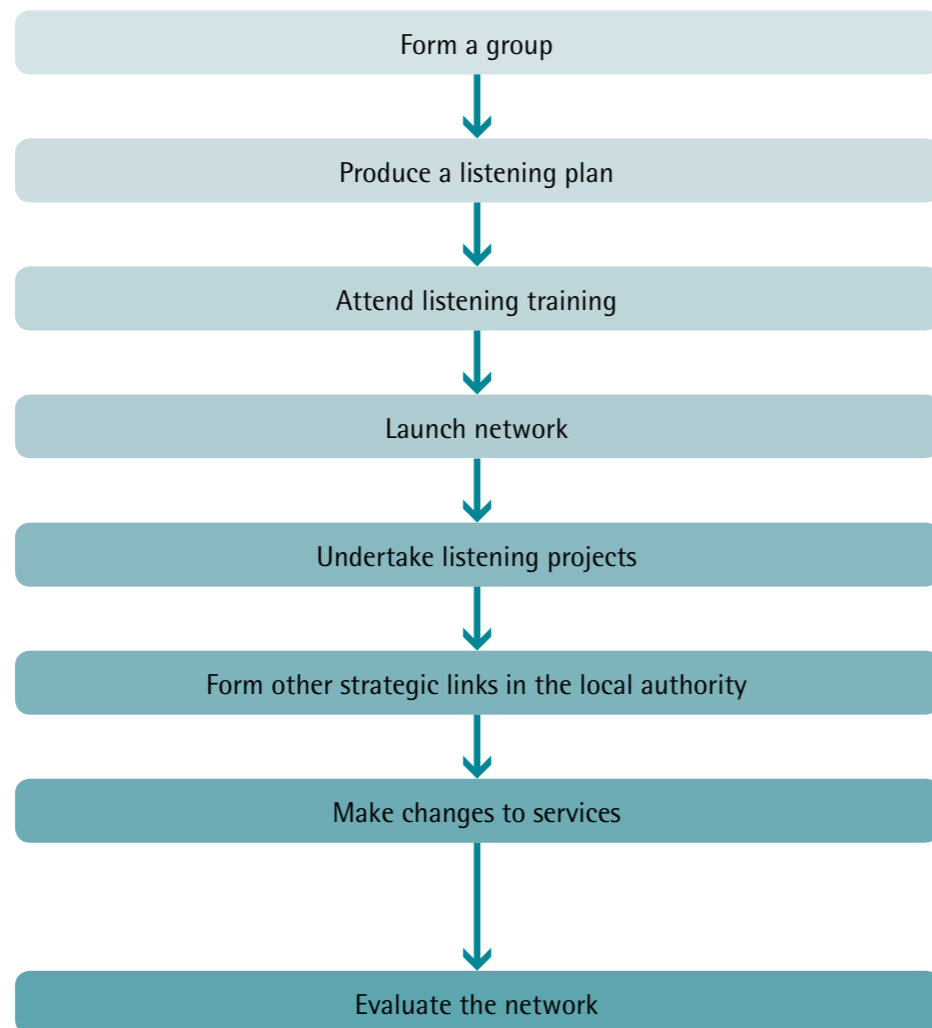 Form a group
Produce a listening plan
Attend listening training
Launch network
Undertake listening projects
Form other strategic links in the local authority
Make changes to services
Evaluate the network